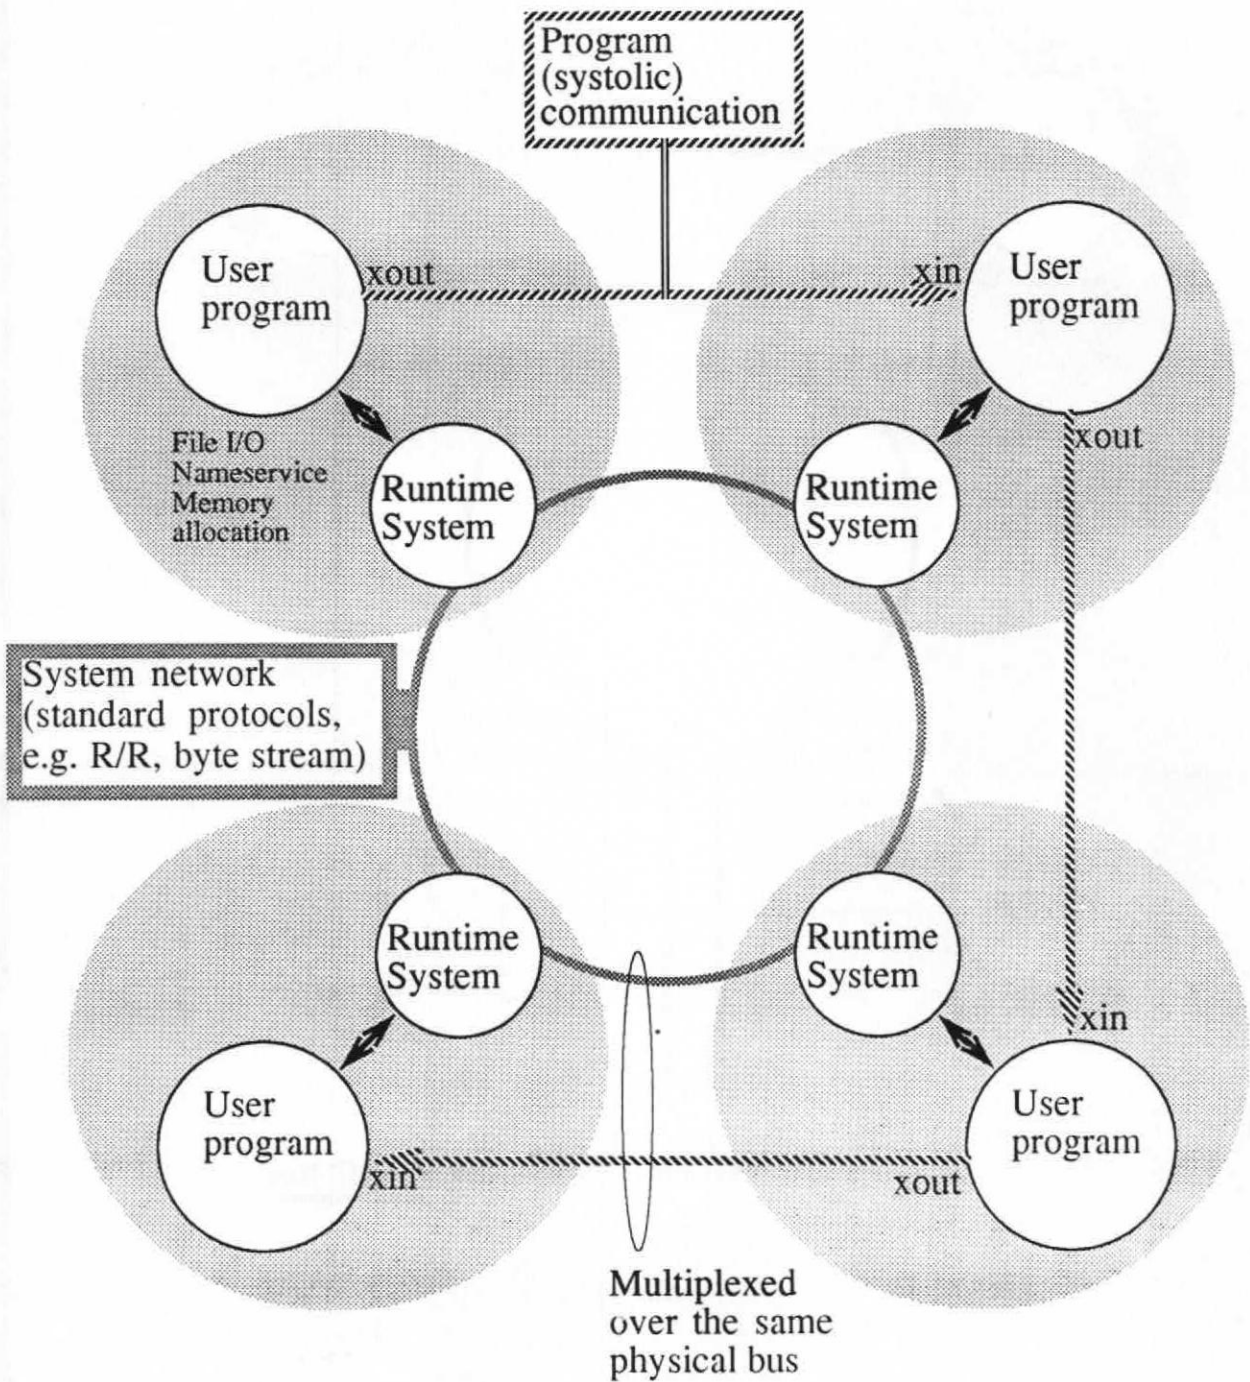 Program
(systolic)
communication
User
program
xout
xin
User
program
File I/O
Nameservice
Memory
allocation
Runtime
System
Runtime
System
xout
System network
(standard protocols,
e.g. R/R, byte stream)
Runtime
System
Runtime
System
xin
User
program
User
program
xin
xout
Multiplexed
over the same
physical bus